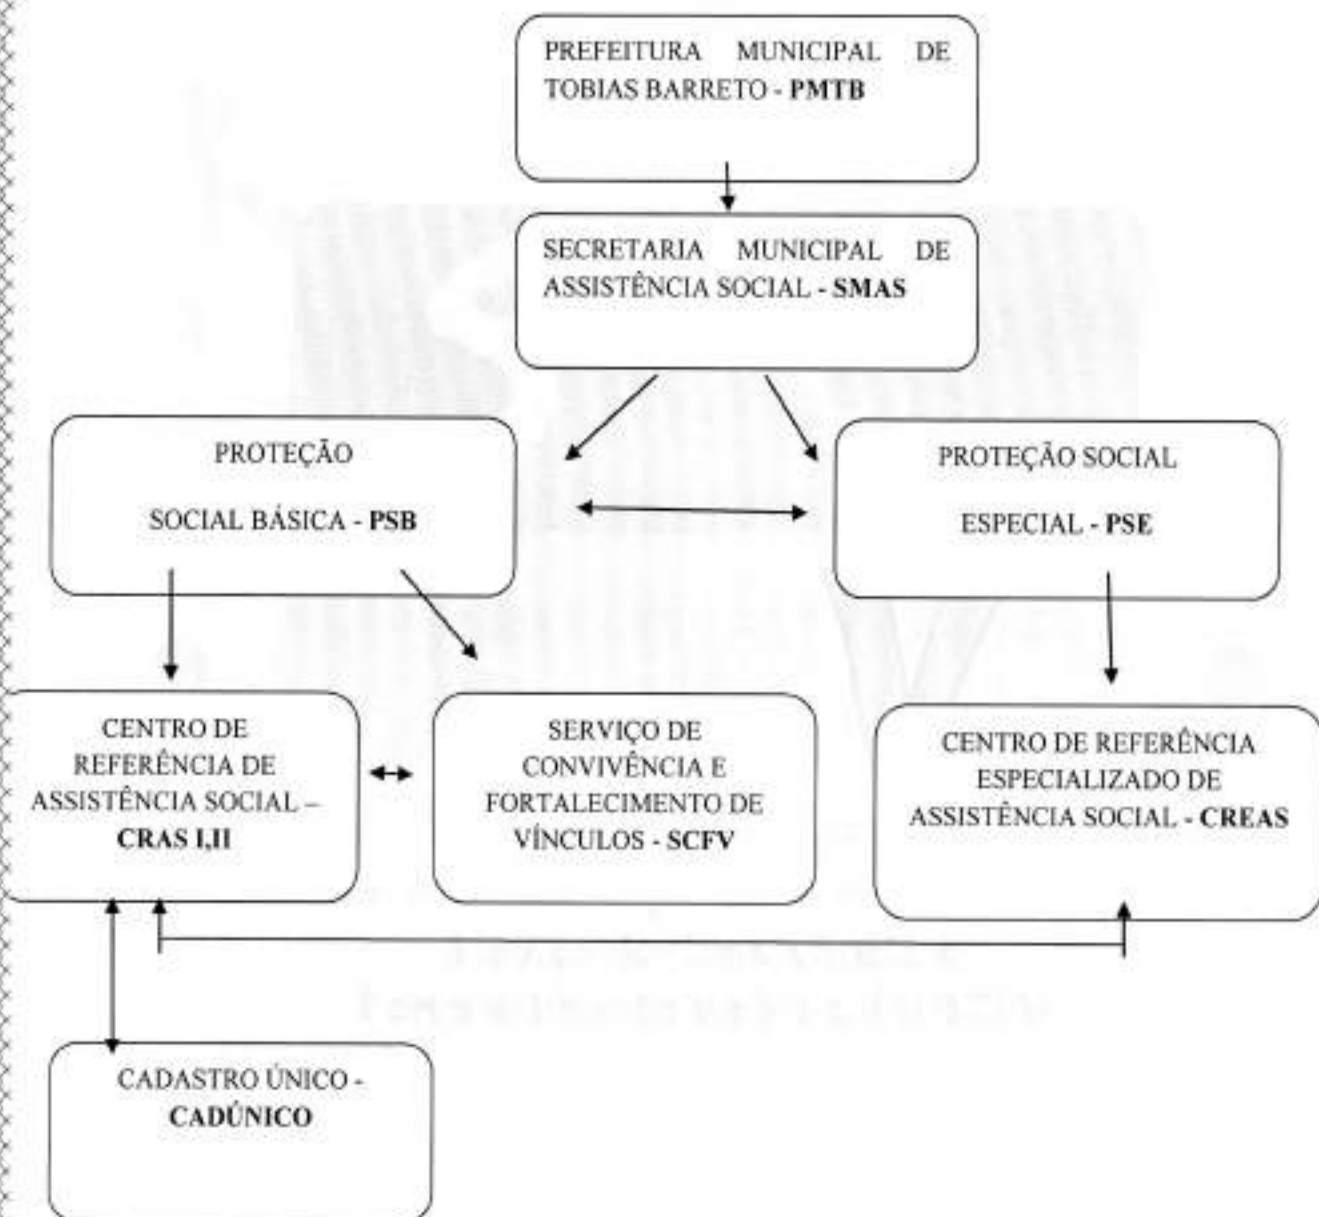 PREFEITURA MUNICIPAL DE
TOBIAS BARRETO - PMTB
SECRETARIA MUNICIPAL DE
ASSISTÊNCIA SOCIAL - SMAS
PROTEÇÃO
SOCIAL BÁSICA - PSB
PROTEÇÃO SOCIAL
ESPECIAL - PSE
CENTRO DE
REFERÊNCIA DE
ASSISTÊNCIA SOCIAL –
CRAS I,II
SERVIÇO DE
CONVIVÊNCIA E
FORTALECIMENTO DE
VÍNCULOS - SCFV
CENTRO DE REFERÊNCIA
ESPECIALIZADO DE
ASSISTÊNCIA SOCIAL - CREAS
CADASTRO ÚNICO -
CADÚNICO